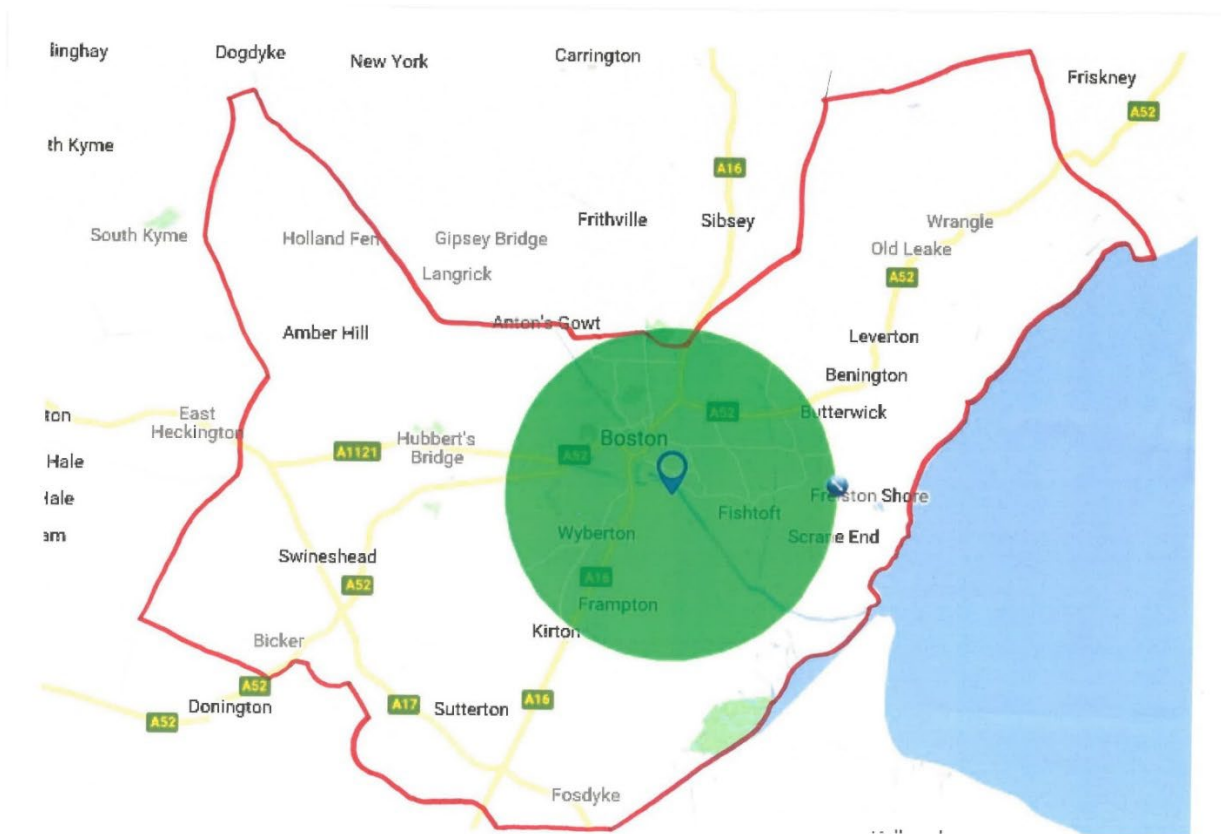 linghay
Dogdyke
New York
Carrington
Friskney
A52
th Kyme
A16
South Kyme
Holland Fen
Gipsey Bridge
Frithville
Sibsey
Wrangle
Old Leake
Langrick
A52
Amber Hill
Anton's Gowt
Leverton
Benington
ton
East
Heckington
A52
Butterwick
Hale
A1121
Hubbert's
Bridge
A52
Boston
Hale
Freiston Shore
am
Wyberton
Fishtoft
Scrane End
Swineshead
A52
A16
Frampton
Bicker
Kirton
A52
Donington
A52
A17
Sutterton
A16
Fosdyke